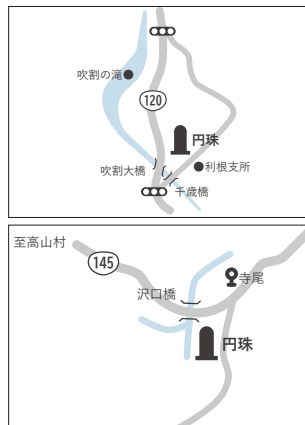 吹割の滝
120
円珠
吹割大橋
利根支所
千歳橋
至高山村
145
寺尾
沢口橋
円珠